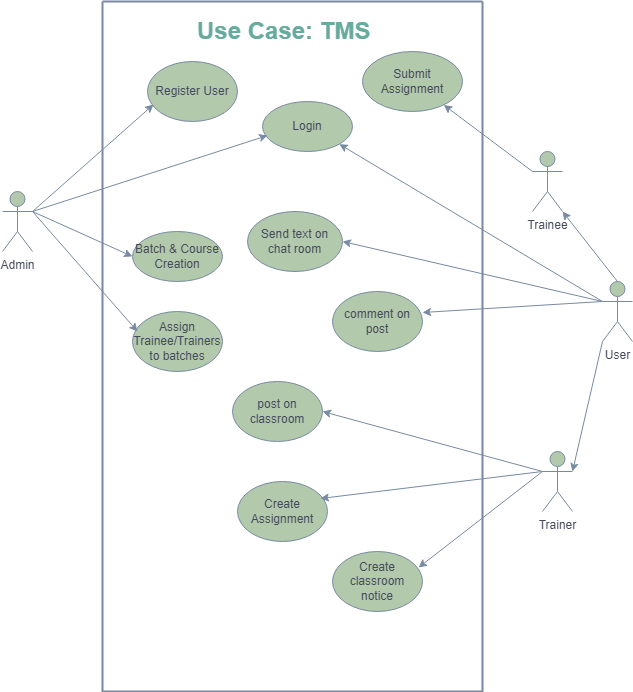 Use Case: TMS
Submit
Assignment
Register User
Login
Trainee
Send text on
chat room
Batch & Course
Creation
Admin
comment on
post
Assign
Trainee/Trainers
to batches
User
post on
classroom
Create
Assignment
Trainer
Create
classroom
notice